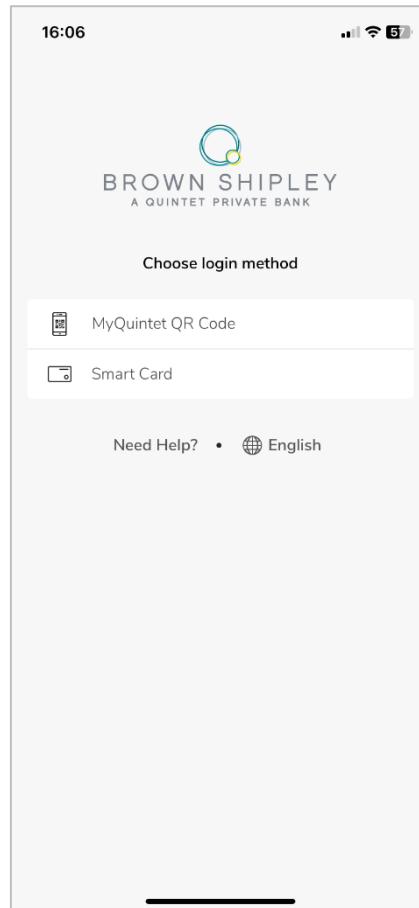 16:06
57
BROWN SHIPLEY
A QUINTET PRIVATE BANK
Choose login method
MyQuintet QR Code
Smart Card
Need Help? • English